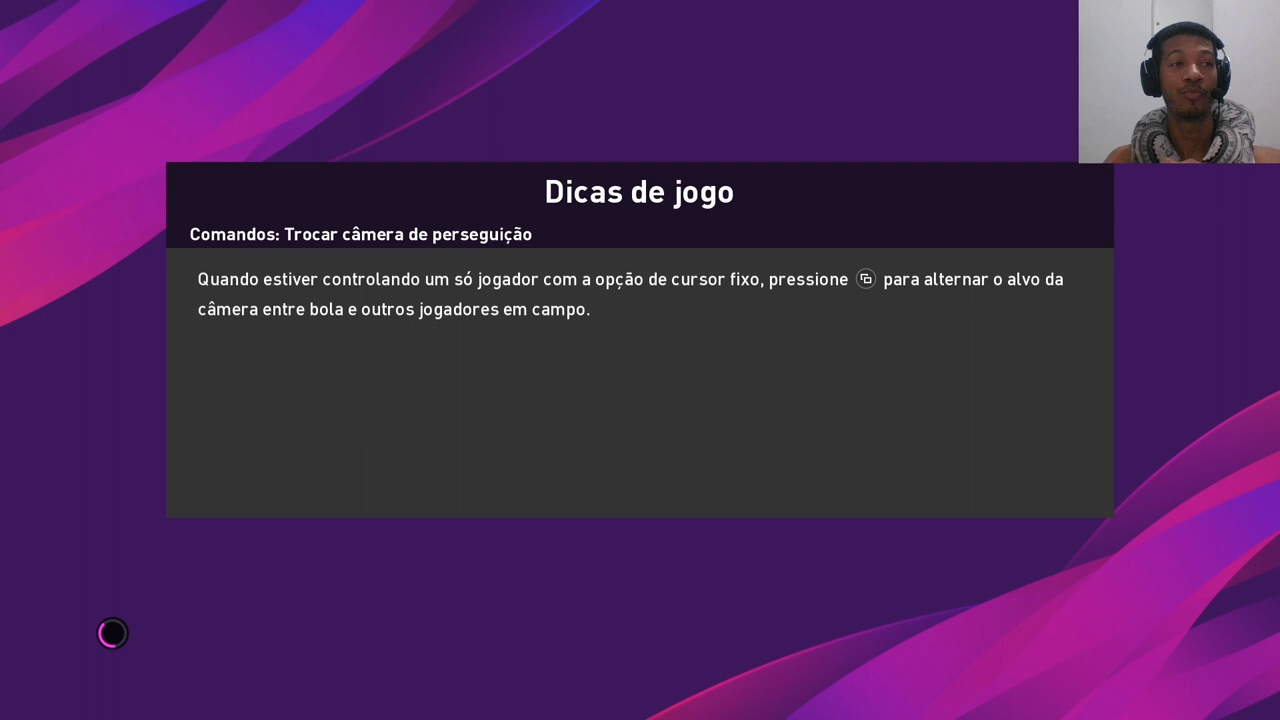 Dicas de jogo
Comandos: Trocar câmera de perseguição
Quando estiver controlando um só jogador com a opção de cursor fixo, pressione para alternar o alvo da
câmera entre bola e outros jogadores em campo.